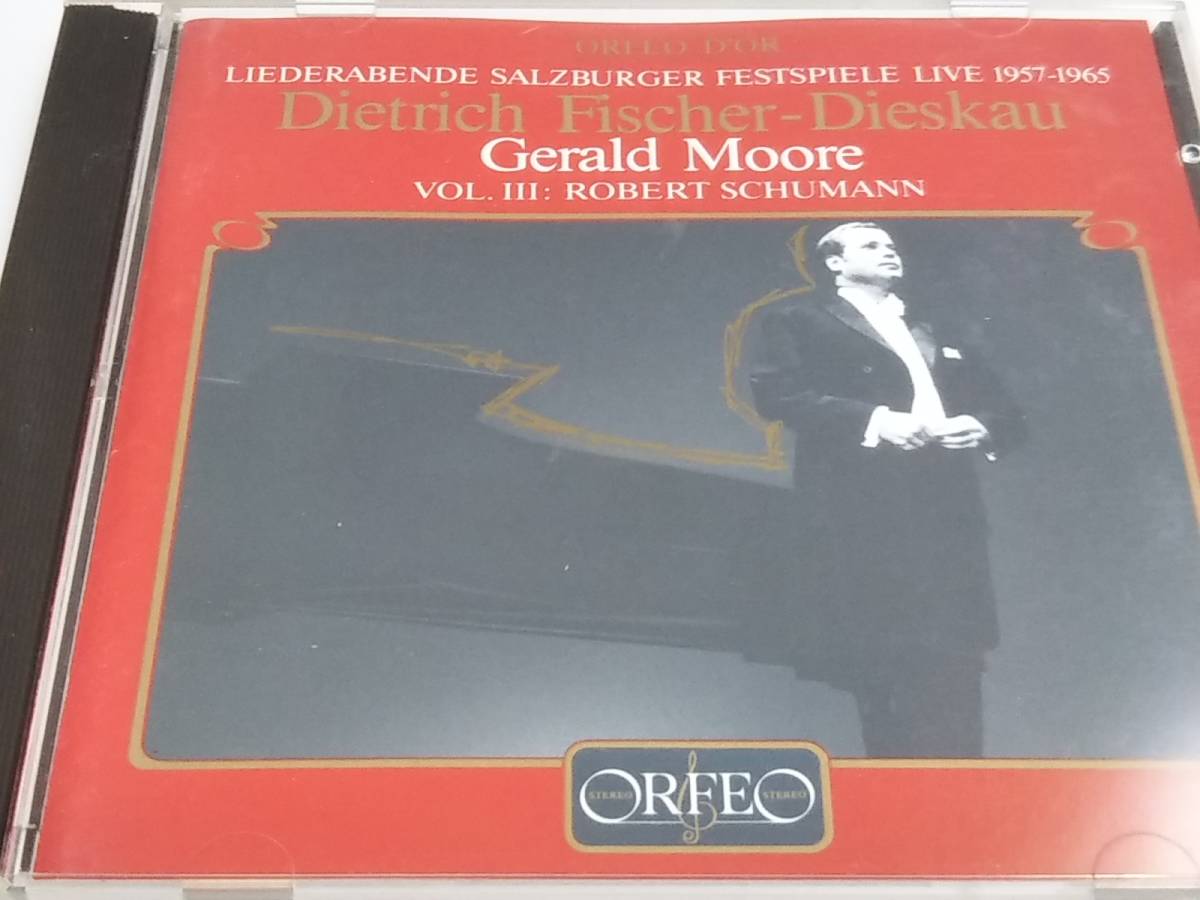 ORFEO D'OR
LIEDERABENDE SALZBURGER FESTSPIELE LIVE 1957-1965
Dietrich Fischer-Dieskau
Gerald Moore
VOL. III: ROBERT SCHUMANN
ORFEO
STEREO STEREO